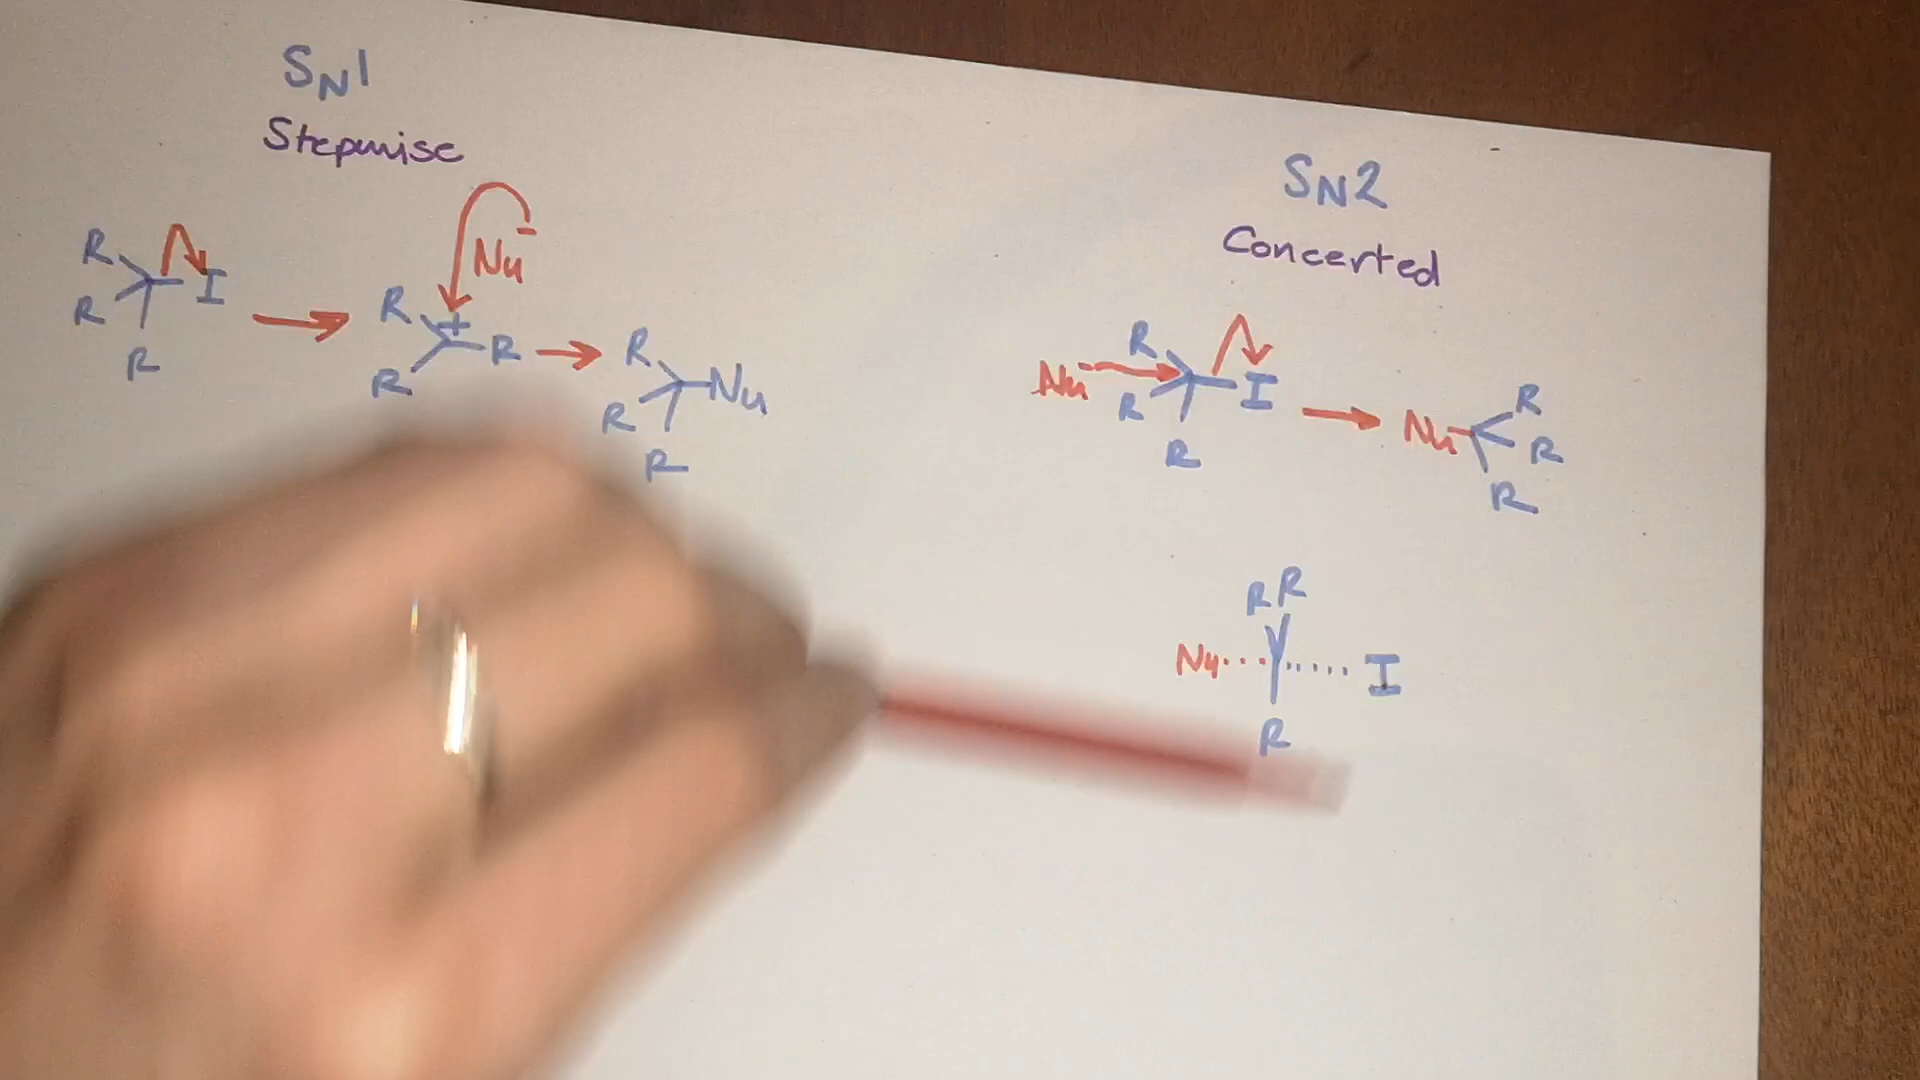 SN1
Stepwise
R I
R
R
Nu-
R +
R R
R
R Nu
R
SN2
Concerted
R
Nu- I
R
R
R
Nu R
R
R R
Nu I
R